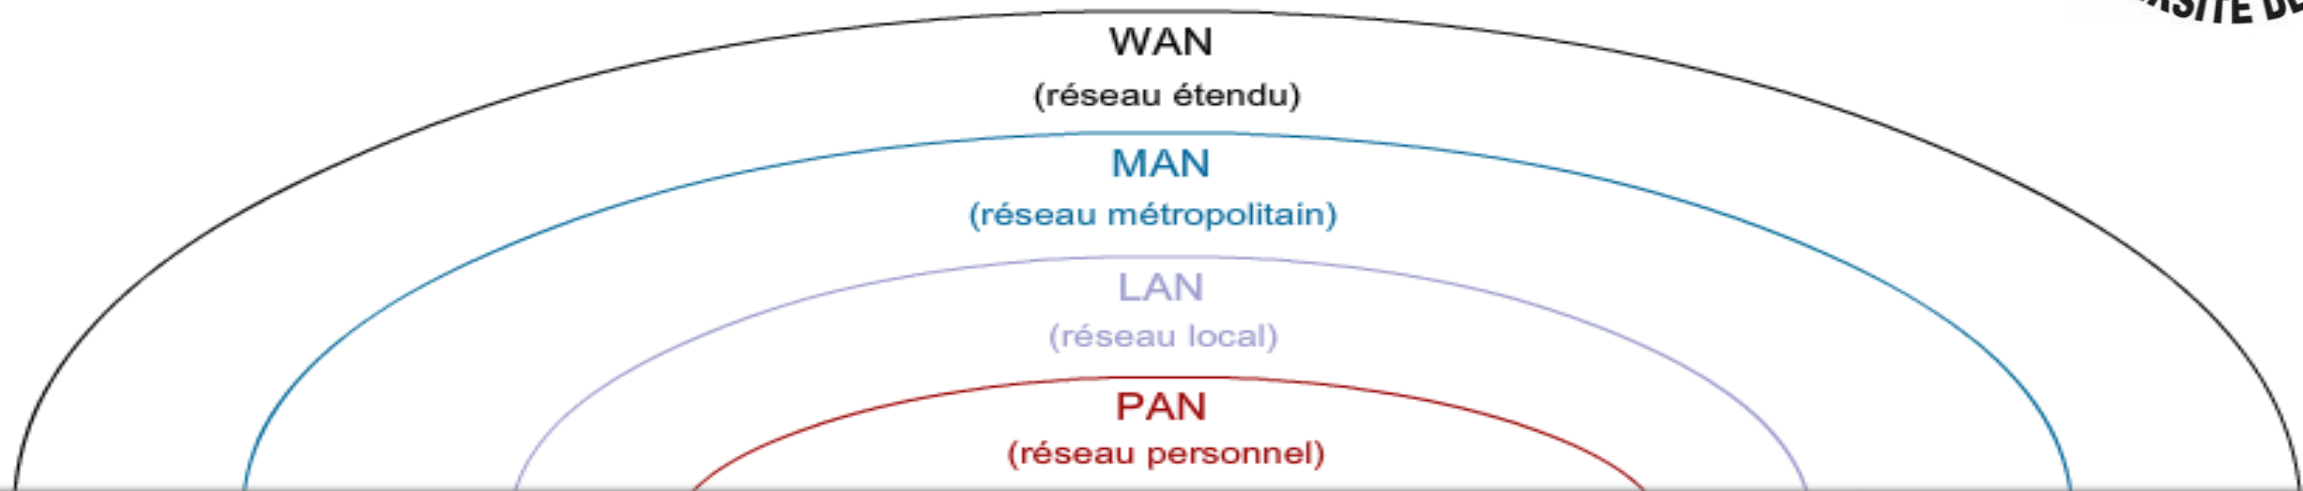 WAN
(réseau étendu)
MAN
(réseau métropolitain)
LAN
(réseau local)
PAN
(réseau personnel)